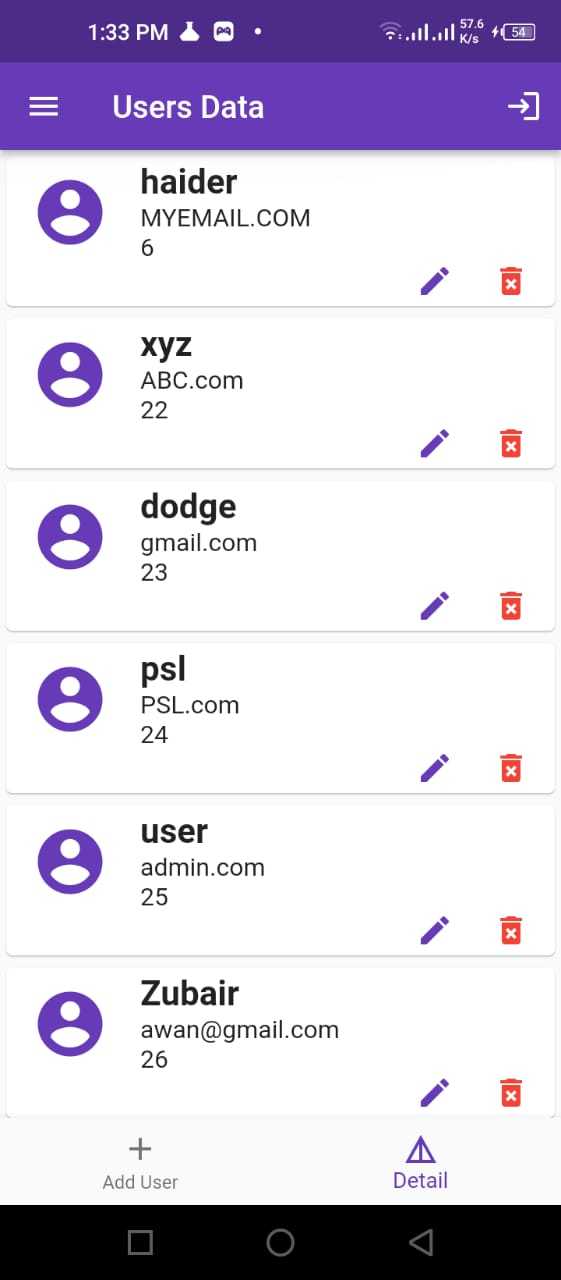 1:33 PM
57.6
K/s
54
Users Data
haider
MYEMAIL.COM
6
xyz
ABC.com
22
dodge
gmail.com
23
psl
PSL.com
24
user
admin.com
25
Zubair
awan@gmail.com
26
Add User
Detail